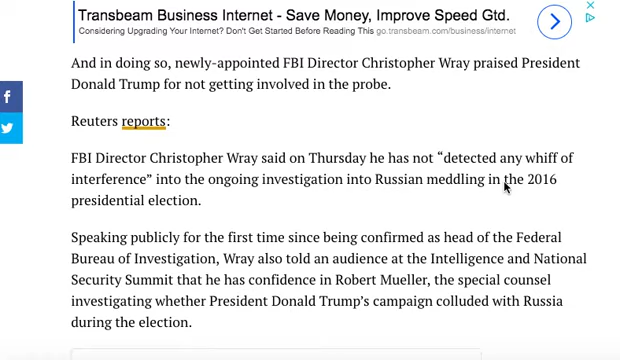 Transbeam Business Internet - Save Money, Improve Speed Gtd.
Considering Upgrading Your Internet? Don't Get Started Before Reading This go.transbeam.com/business/internet
And in doing so, newly-appointed FBI Director Christopher Wray praised President
Donald Trump for not getting involved in the probe.
Reuters reports:
FBI Director Christopher Wray said on Thursday he has not “detected any whiff of
interference” into the ongoing investigation into Russian meddling in the 2016
presidential election.
Speaking publicly for the first time since being confirmed as head of the Federal
Bureau of Investigation, Wray also told an audience at the Intelligence and National
Security Summit that he has confidence in Robert Mueller, the special counsel
investigating whether President Donald Trump’s campaign colluded with Russia
during the election.